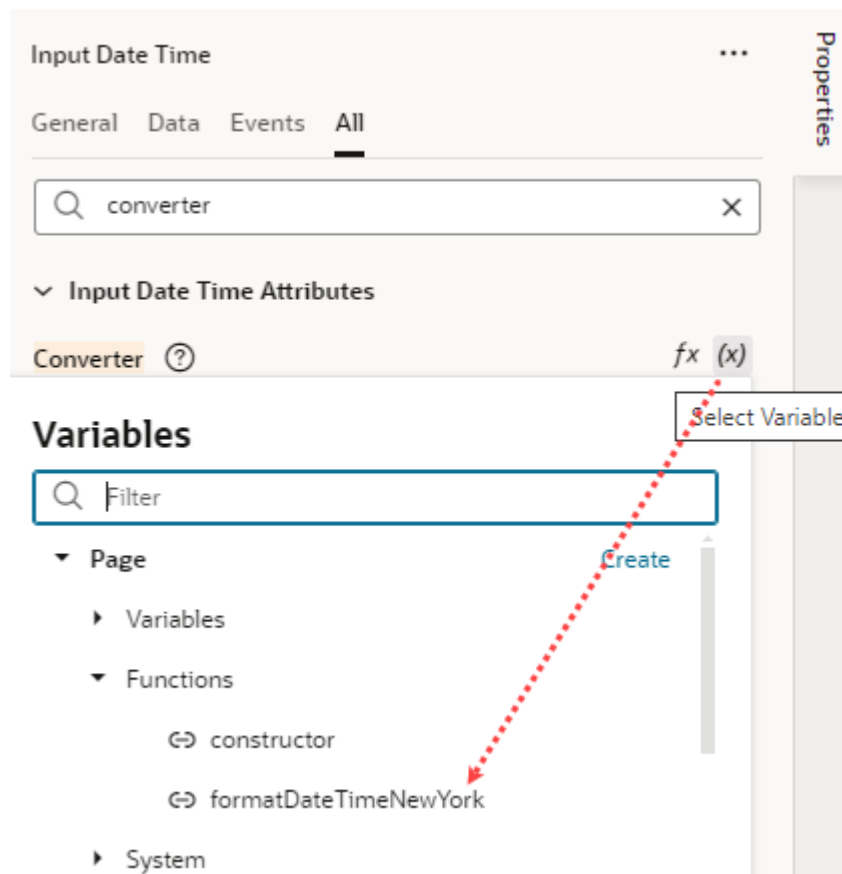 Input Date Time
Properties
General Data Events All
converter
Input Date Time Attributes
Converter ? fx (x)
Select Variable
Variables
Filter
Page Create
Variables
Functions
constructor
formatDateTimeNewYork
System